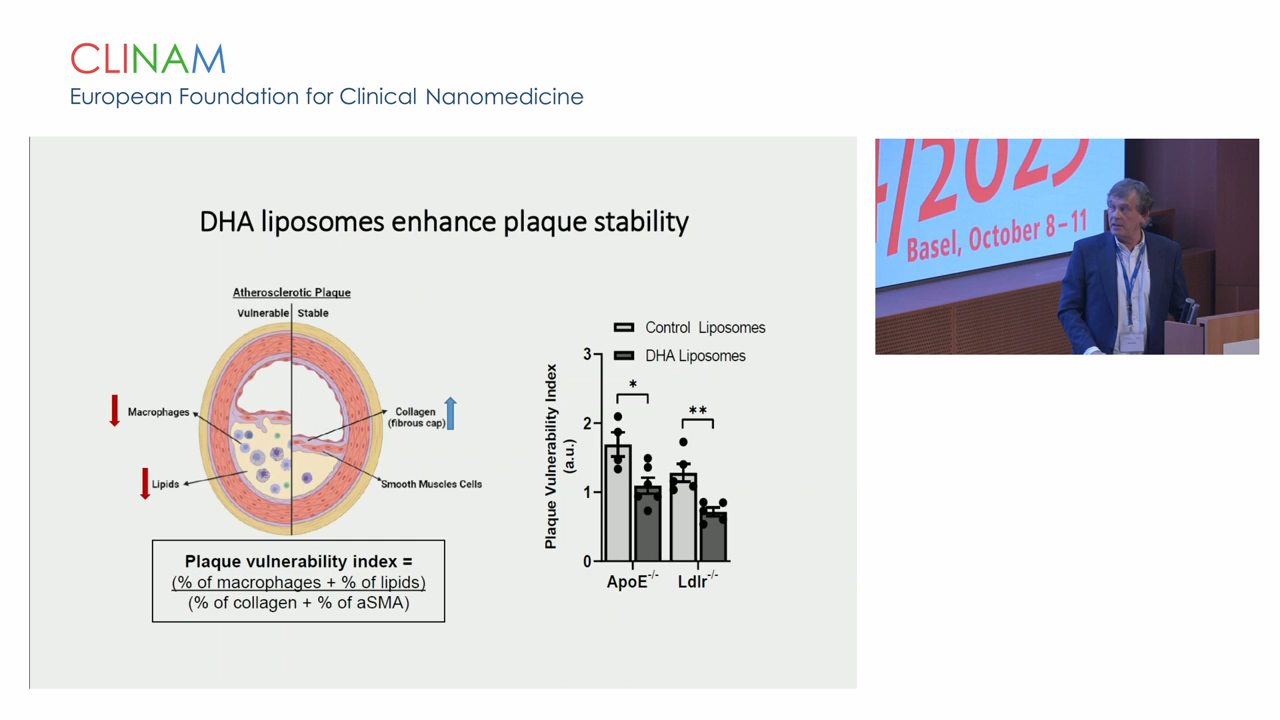 CLINAM
European Foundation for Clinical Nanomedicine
DHA liposomes enhance plaque stability
Atherosclerotic Plaque
Vulnerable
Stable
Macrophages
Lipids
Collagen
(fibrous cap)
Smooth Muscles Cells
Plaque vulnerability index =
(% of macrophages + % of lipids)
(% of collagen + % of aSMA)
Control Liposomes
DHA Liposomes
Plaque Vulnerability Index
(a.u.)
3
2
1
0
*
**
ApoE-/-
Ldlr-/-
/2023
Basel, October 8–11